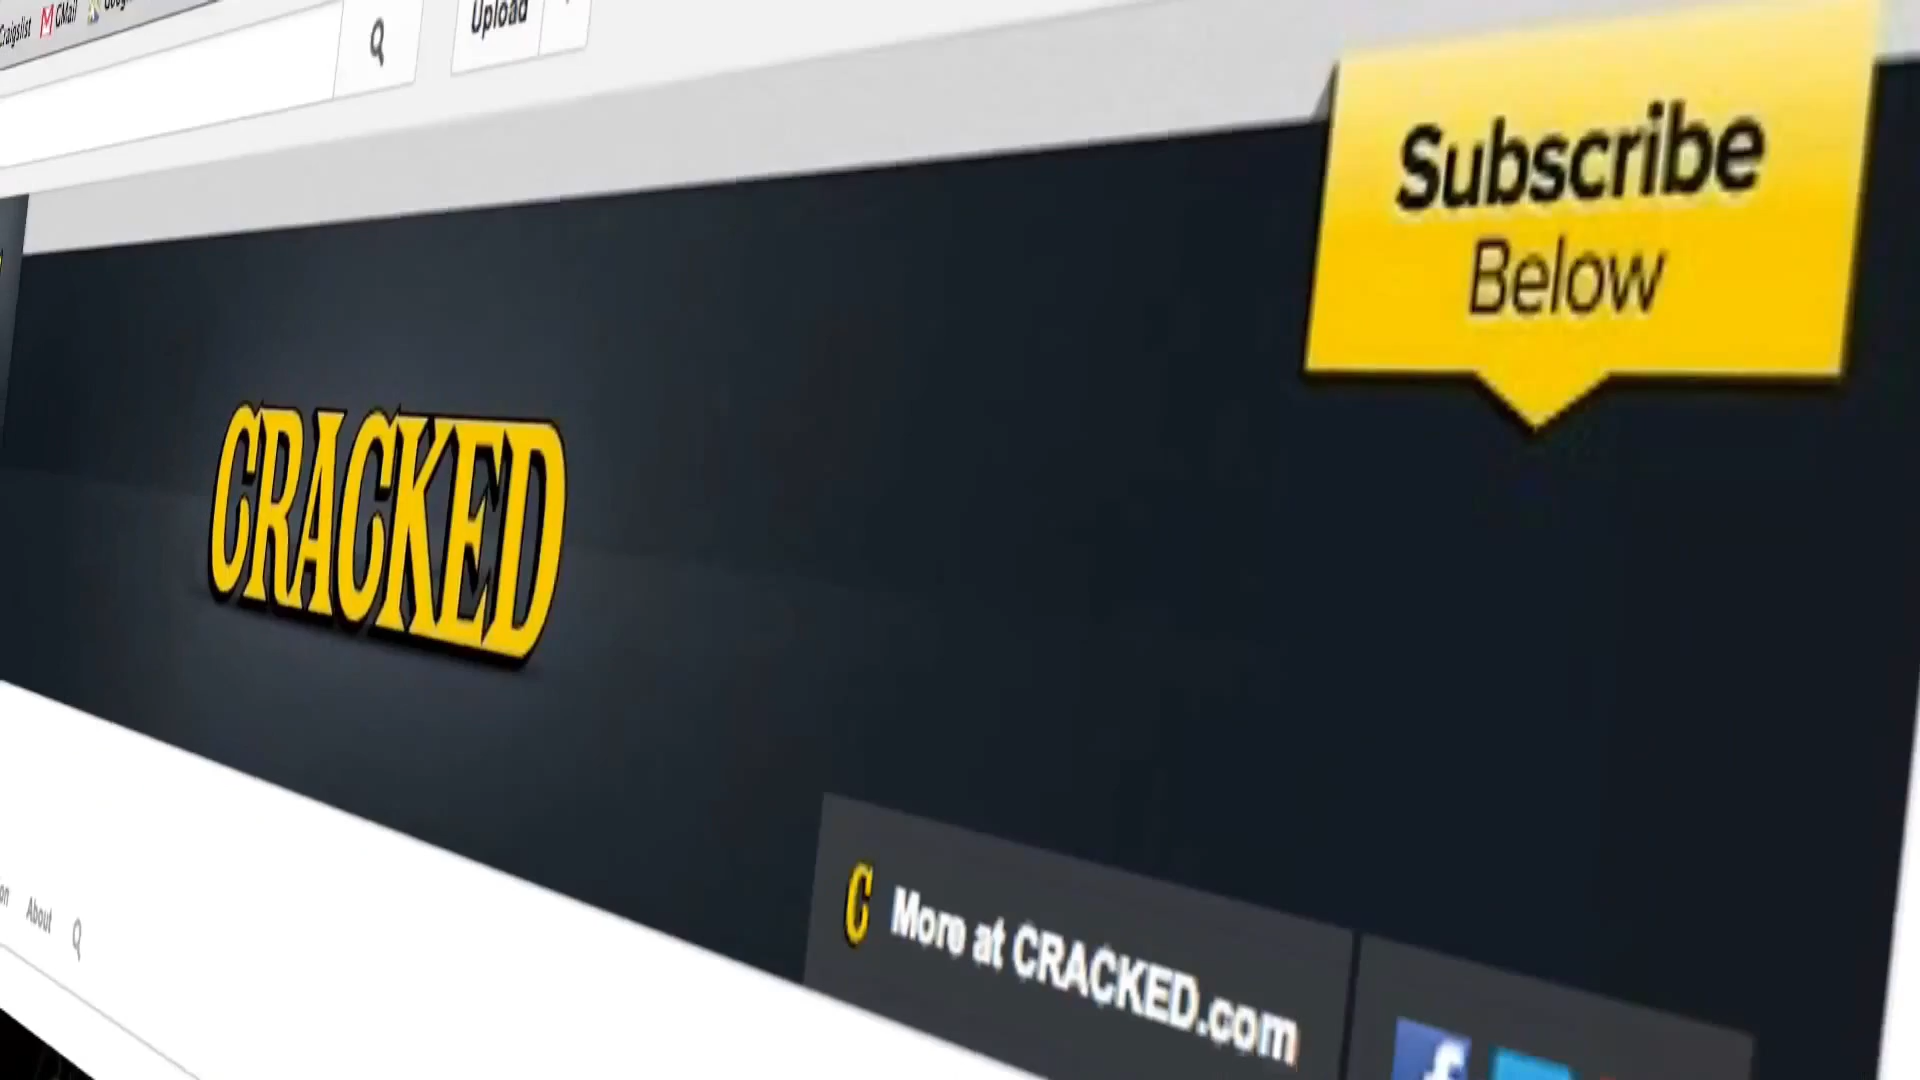 Craigslist
GMail
Upload
Subscribe
Below
CRACKED
About
C More at CRACKED.com
f